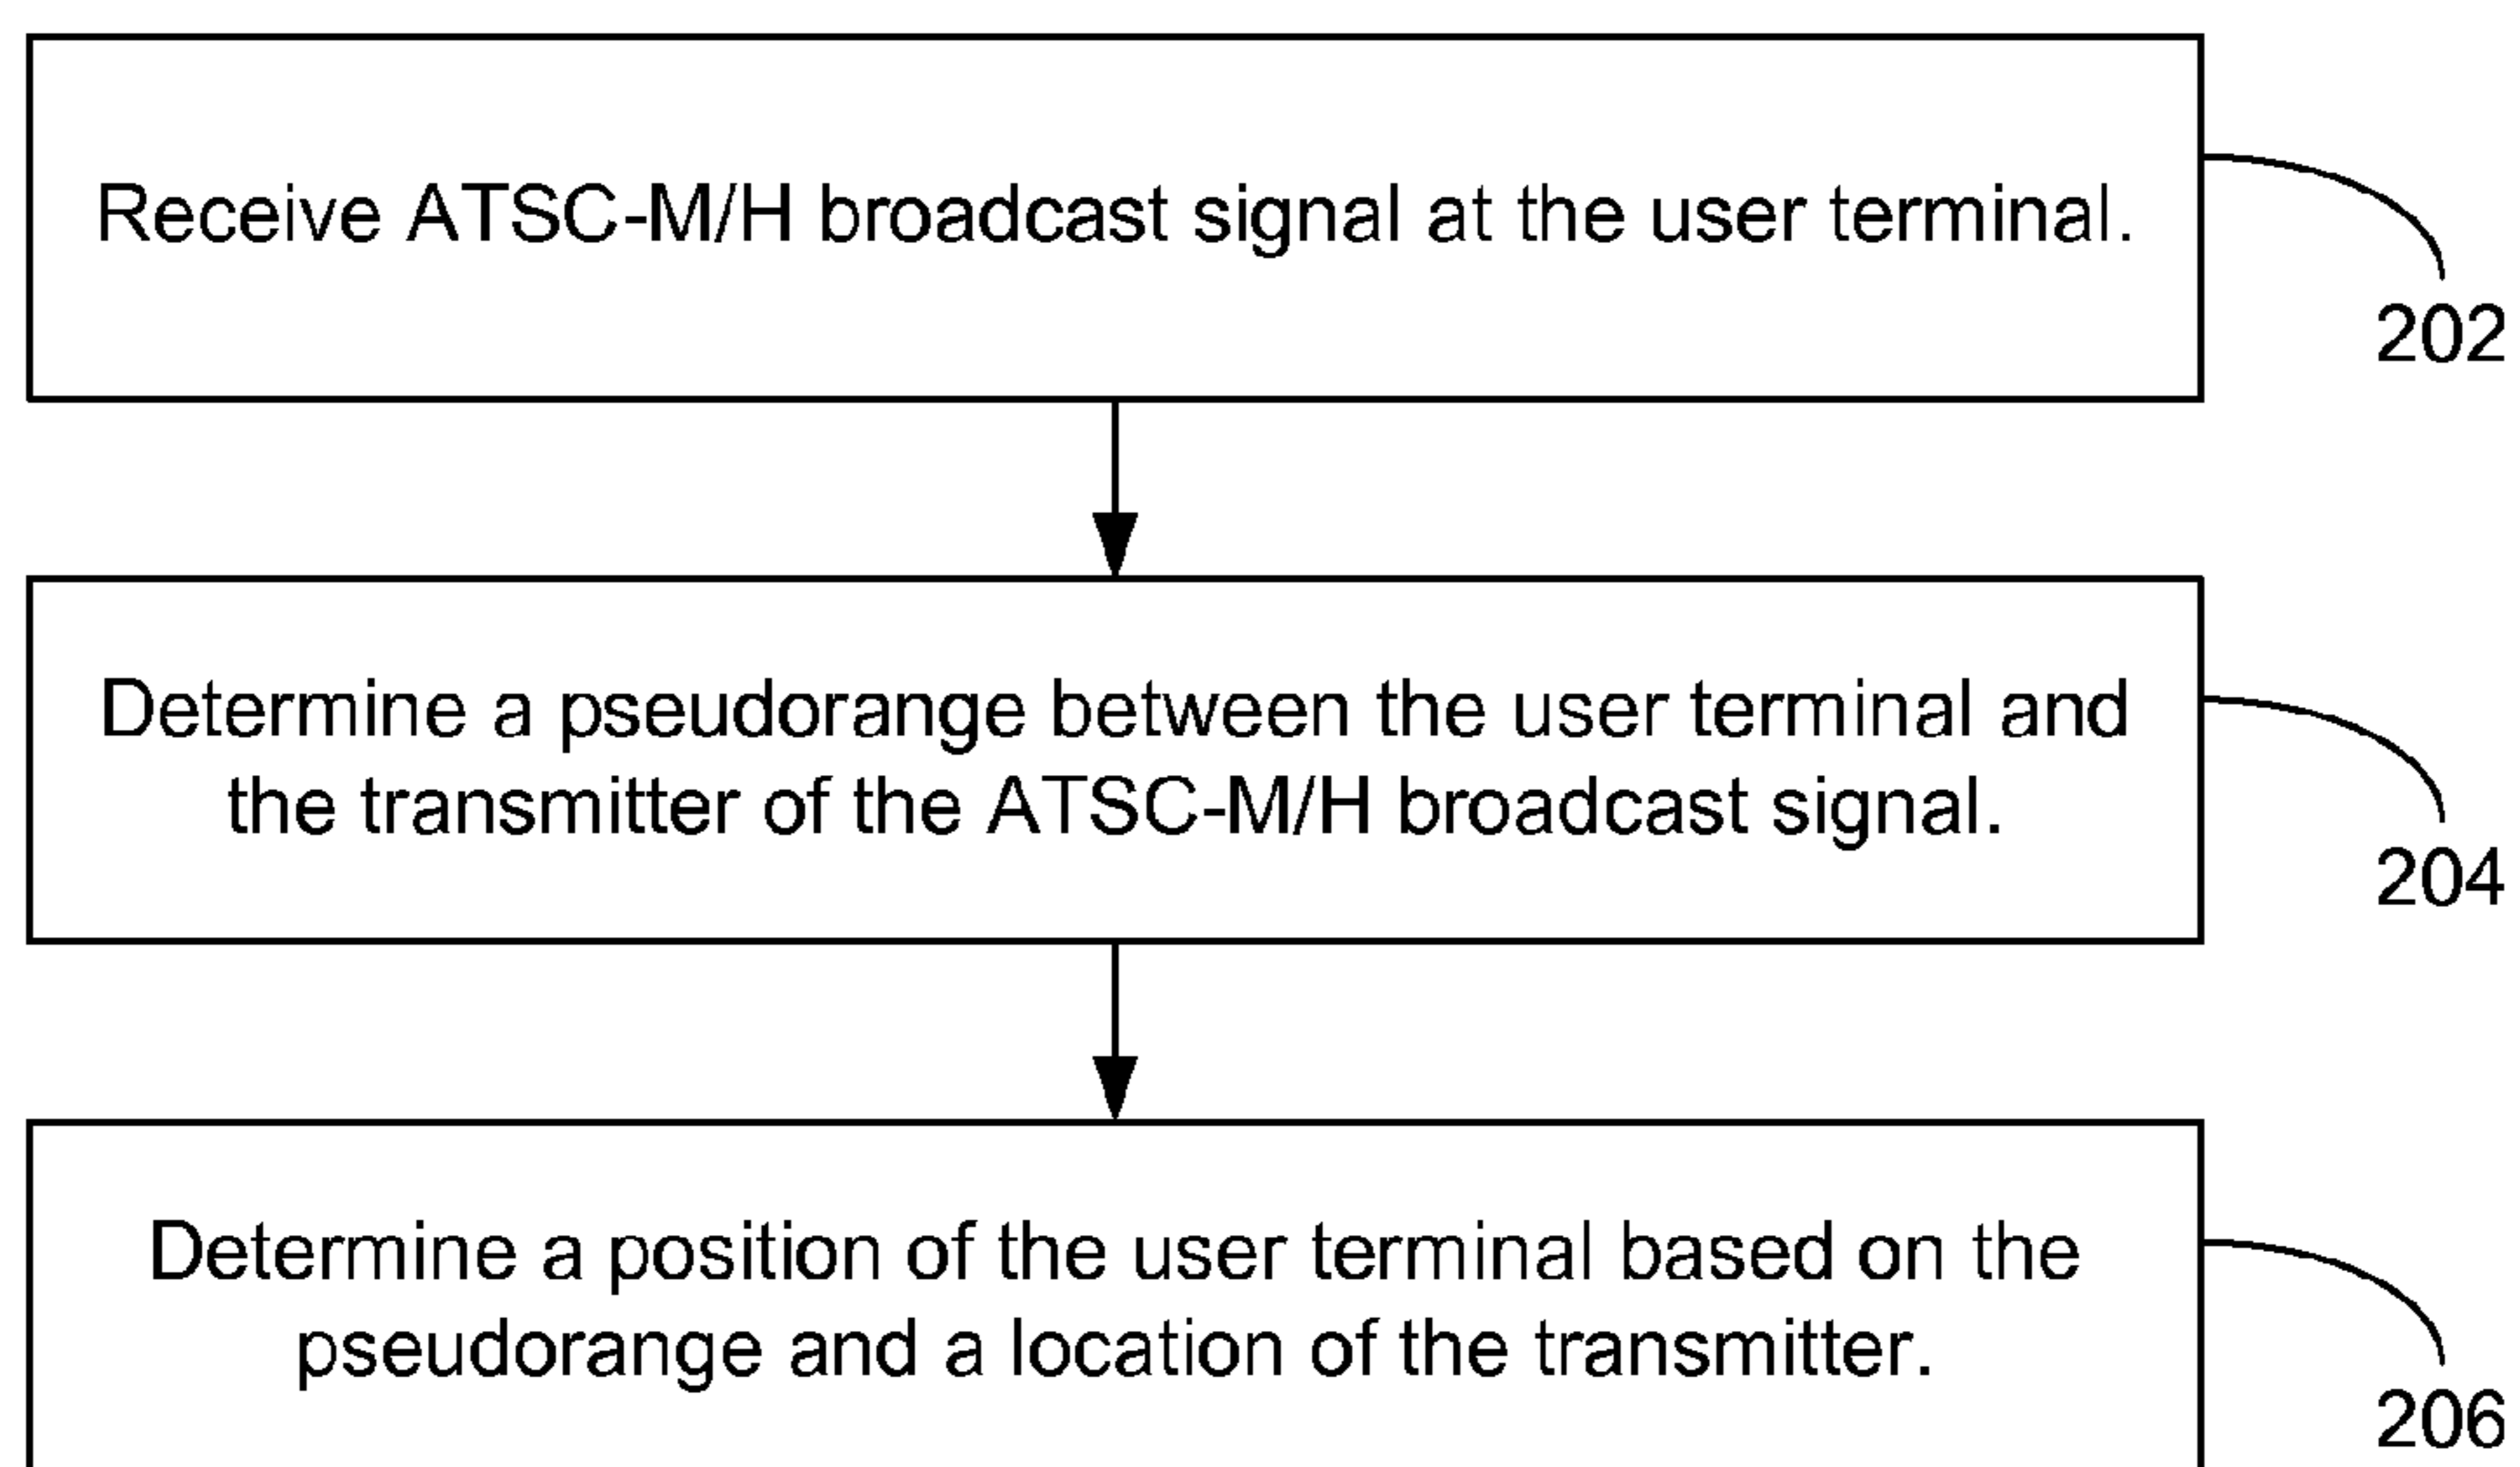 Receive ATSC-M/H broadcast signal at the user terminal.
202
Determine a pseudorange between the user terminal and
the transmitter of the ATSC-M/H broadcast signal.
204
Determine a position of the user terminal based on the
pseudorange and a location of the transmitter.
206